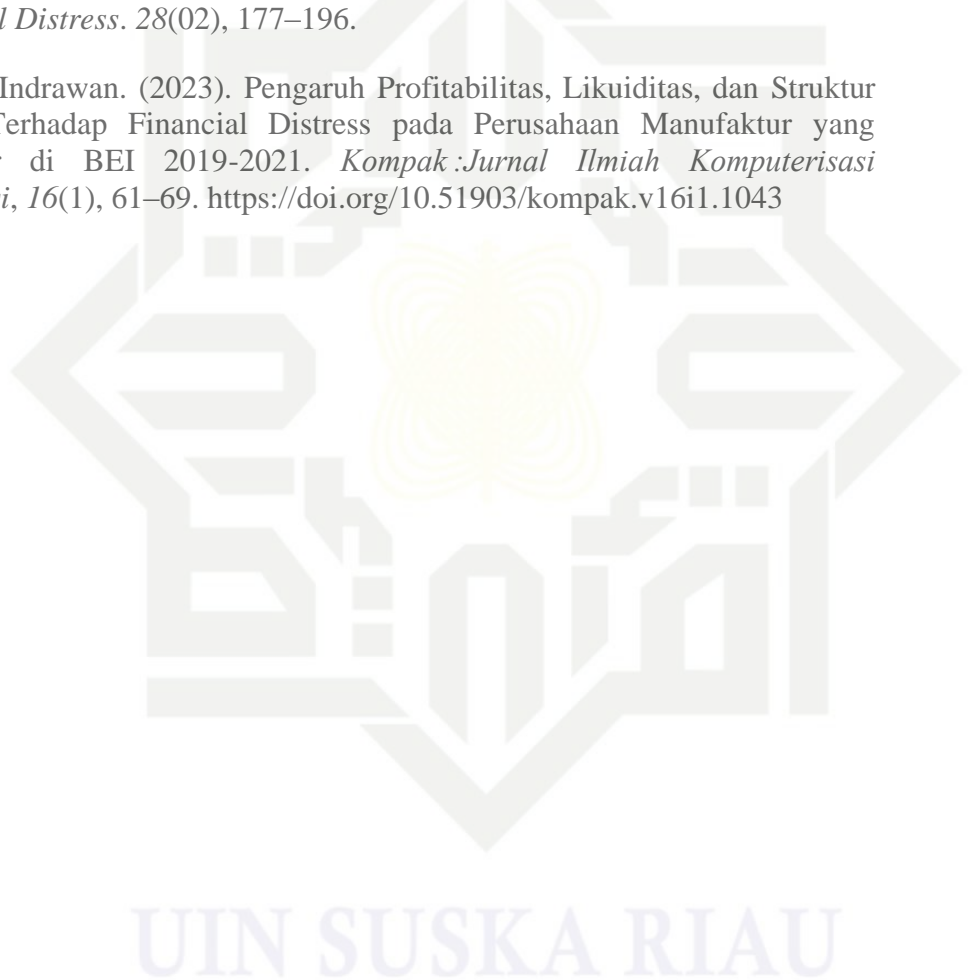 l Distress. 28(02), 177–196.
Indrawan. (2023). Pengaruh Profitabilitas, Likuiditas, dan Struktur
Terhadap Financial Distress pada Perusahaan Manufaktur yang
di BEI 2019-2021. Kompak :Jurnal Ilmiah Komputerisasi
i, 16(1), 61–69. https://doi.org/10.51903/kompak.v16i1.1043
UIN SUSKA RIAU